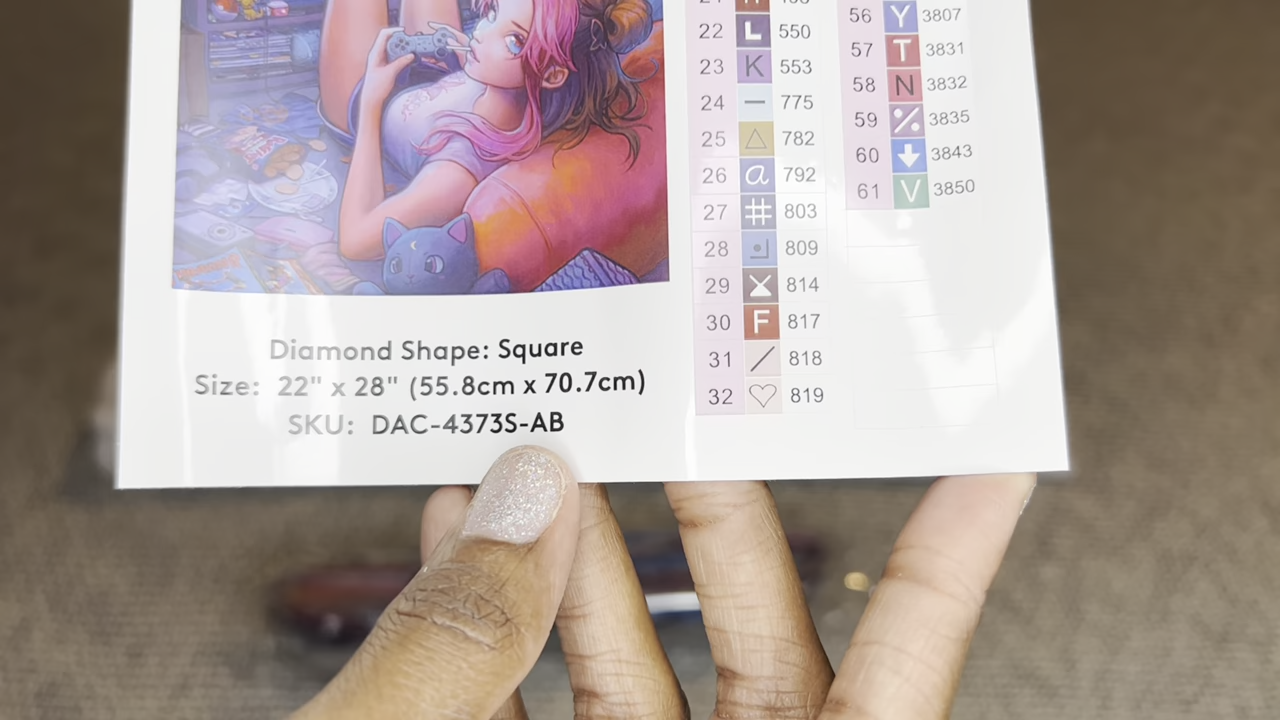 22 L 550
23 K 553
24 — 775
25 △ 782
26 a 792
27 # 803
28 809
29 814
30 F 817
31 / 818
32 ♡ 819
56 Y 3807
57 T 3831
58 N 3832
59 ⁒ 3835
60 ⬇ 3843
61 V 3850
Diamond Shape: Square
Size: 22" x 28" (55.8cm x 70.7cm)
SKU: DAC-4373S-AB